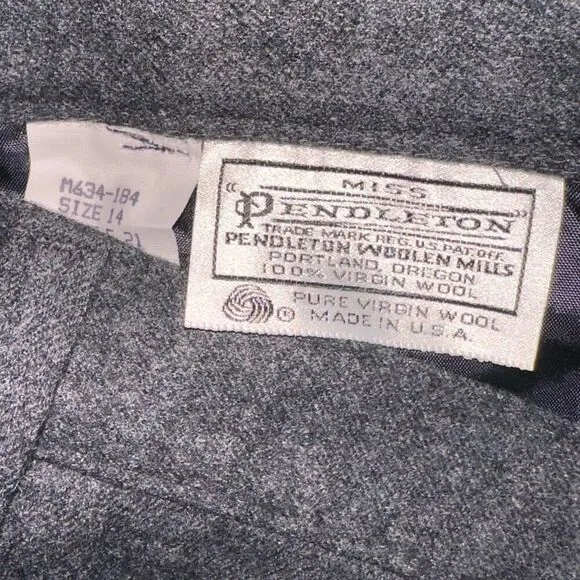 M634-184
SIZE 14
21
MISS
"PENDLETON"
TRADE MARK REG. U.S. PAT. OFF.
PENDLETON WOOLEN MILLS
PORTLAND, OREGON
100% VIRGIN WOOL
PURE VIRGIN WOOL
® MADE IN U.S.A.